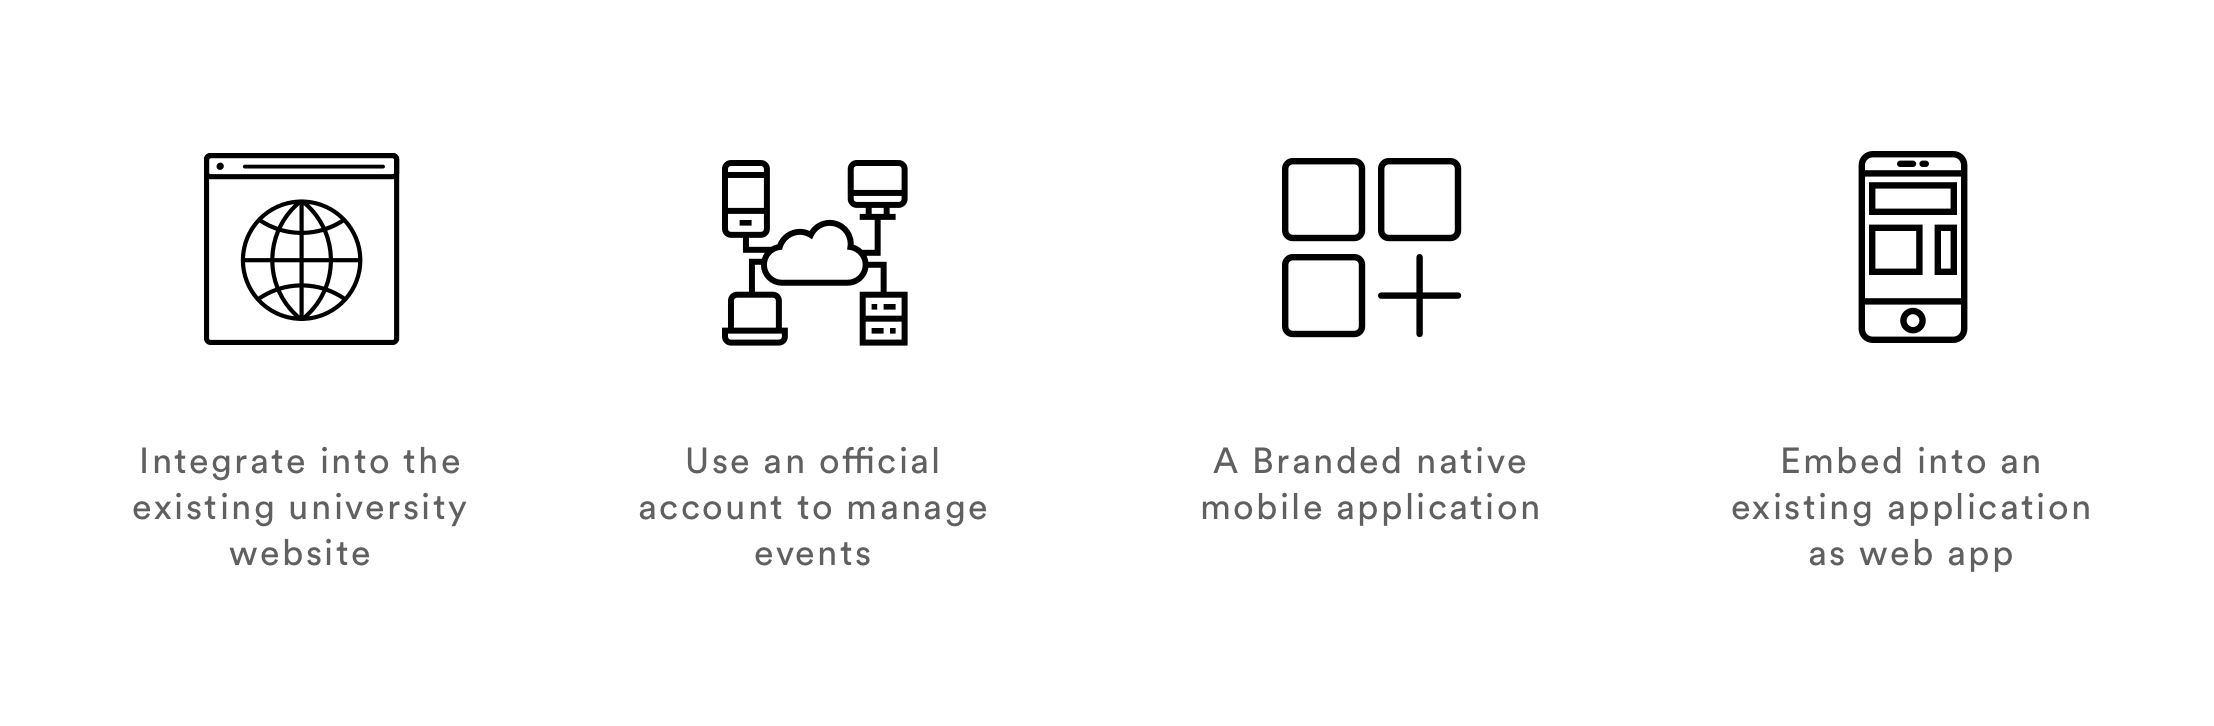 Integrate into the
existing university
website
Use an official
account to manage
events
A Branded native
mobile application
Embed into an
existing application
as web app